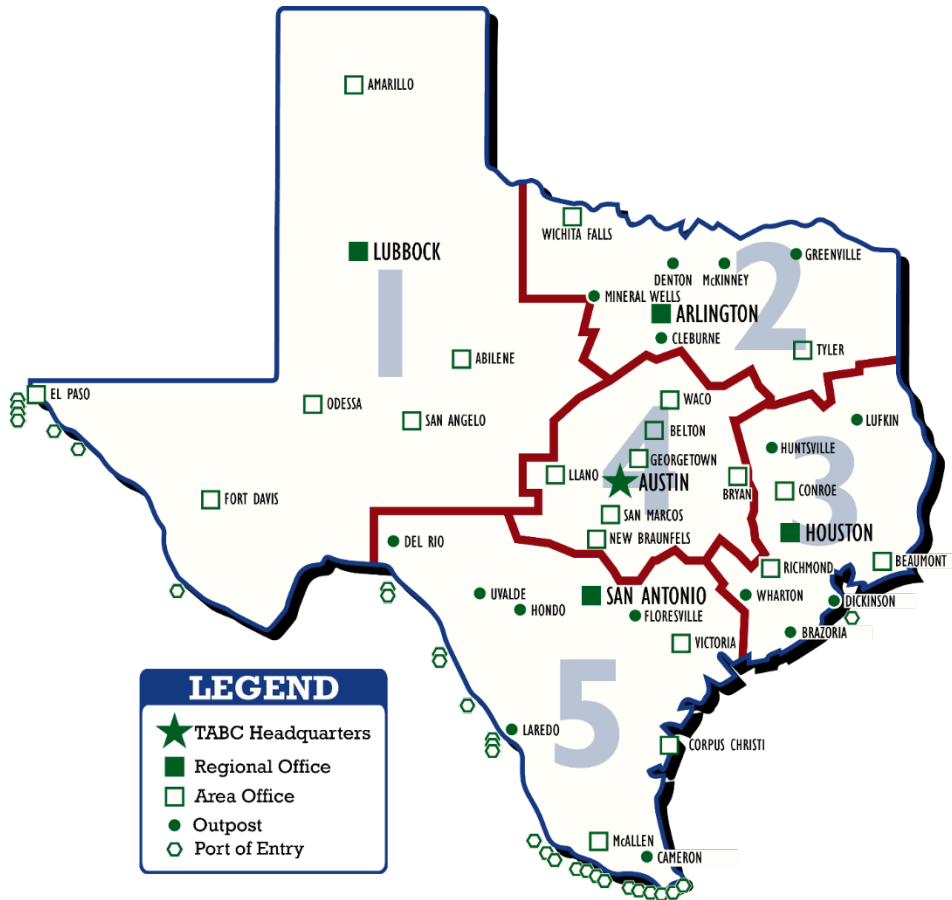 AMARILLO
WICHITA FALLS
LUBBOCK
1
2
GREENVILLE
DENTON
McKINNEY
MINERAL WELLS
ARLINGTON
CLEBURNE
TYLER
ABILENE
EL PASO
ODESSA
SAN ANGELO
WACO
BELTON
LUFKIN
HUNTSVILLE
4
GEORGETOWN
LLANO
AUSTIN
BRYAN
3
CONROE
FORT DAVIS
SAN MARCOS
NEW BRAUNFELS
HOUSTON
DEL RIO
BEAUMONT
RICHMOND
UVALDE
HONDO
SAN ANTONIO
WHARTON
DICKINSON
FLORESVILLE
BRAZORIA
VICTORIA
5
LAREDO
CORPUS CHRISTI
McALLEN
CAMERON
LEGEND
TABC Headquarters
Regional Office
Area Office
Outpost
Port of Entry